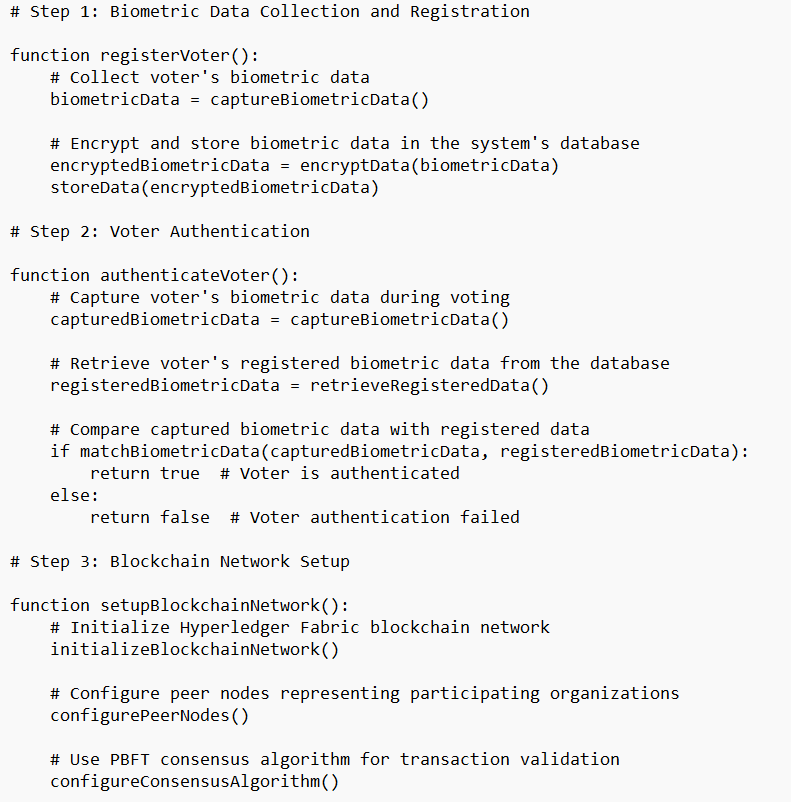 # Step 1: Biometric Data Collection and Registration
function registerVoter():
# Collect voter's biometric data
biometricData = captureBiometricData()
# Encrypt and store biometric data in the system's database
encryptedBiometricData = encryptData(biometricData)
storeData(encryptedBiometricData)
# Step 2: Voter Authentication
function authenticateVoter():
# Capture voter's biometric data during voting
capturedBiometricData = captureBiometricData()
# Retrieve voter's registered biometric data from the database
registeredBiometricData = retrieveRegisteredData()
# Compare captured biometric data with registered data
if matchBiometricData(capturedBiometricData, registeredBiometricData):
return true  # Voter is authenticated
else:
return false  # Voter authentication failed
# Step 3: Blockchain Network Setup
function setupBlockchainNetwork():
# Initialize Hyperledger Fabric blockchain network
initializeBlockchainNetwork()
# Configure peer nodes representing participating organizations
configurePeerNodes()
# Use PBFT consensus algorithm for transaction validation
configureConsensusAlgorithm()